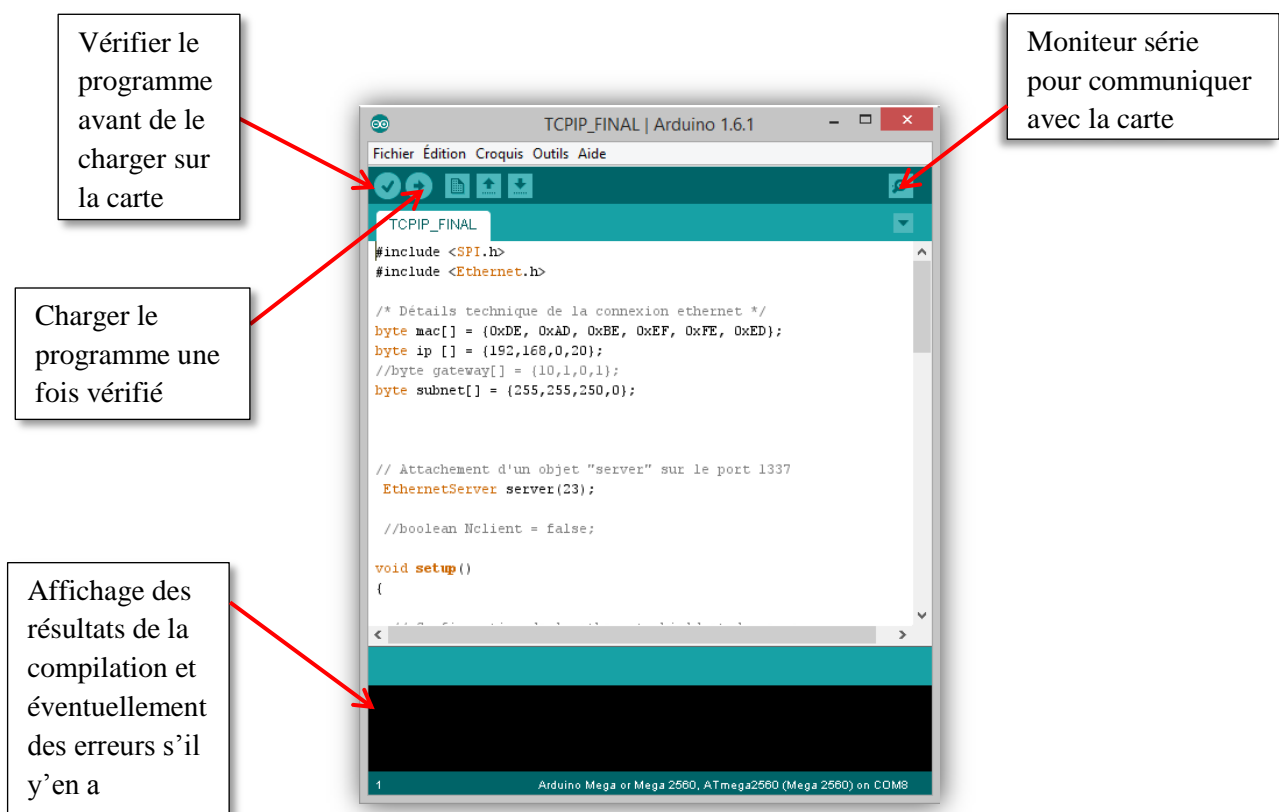 Vérifier le
programme
avant de le
charger sur
la carte
Moniteur série
pour communiquer
avec la carte
Charger le
programme une
fois vérifié
Affichage des
résultats de la
compilation et
éventuellement
des erreurs s’il
y’en a
TCPIP_FINAL | Arduino 1.6.1
Fichier Édition Croquis Outils Aide
TCPIP_FINAL
#include <SPI.h>
#include <Ethernet.h>
/* Détails technique de la connexion ethernet */
byte mac[] = {0xDE, 0xAD, 0xBE, 0xEF, 0xFE, 0xED};
byte ip [] = {192,168,0,20};
//byte gateway[] = {10,1,0,1};
byte subnet[] = {255,255,250,0};
// Attachement d'un objet "server" sur le port 1337
EthernetServer server(23);
//boolean Nclient = false;
void setup()
{
1
Arduino Mega or Mega 2560, ATmega2560 (Mega 2560) on COM8